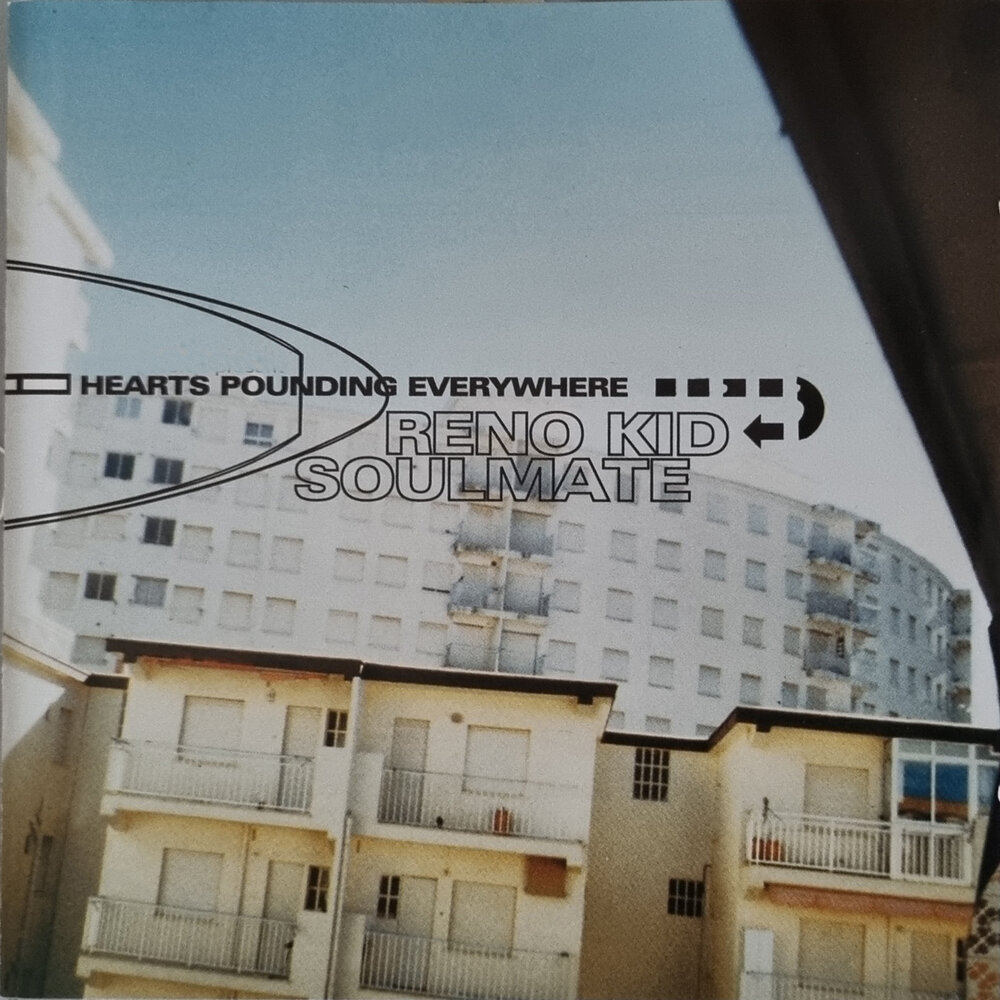 HEARTS POUNDING EVERYWHERE
RENO KID
SOULMATE